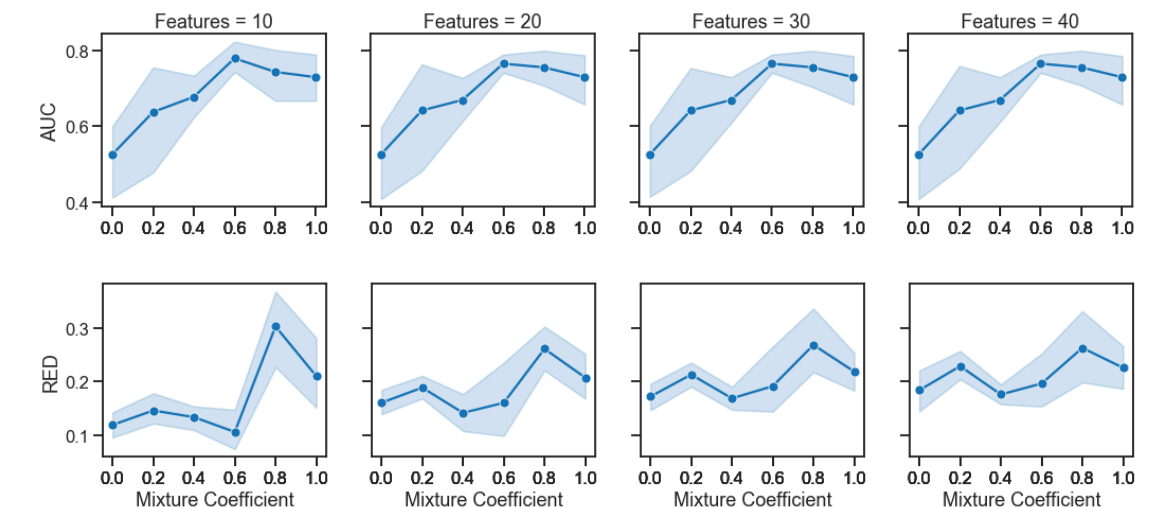 Features = 10 Features = 20 Features = 30 Features = 40
0.8
0.6
0.4
AUC
0.0 0.2 0.4 0.6 0.8 1.0 0.0 0.2 0.4 0.6 0.8 1.0 0.0 0.2 0.4 0.6 0.8 1.0 0.0 0.2 0.4 0.6 0.8 1.0
0.3
0.2
0.1
RED
0.0 0.2 0.4 0.6 0.8 1.0 0.0 0.2 0.4 0.6 0.8 1.0 0.0 0.2 0.4 0.6 0.8 1.0 0.0 0.2 0.4 0.6 0.8 1.0
Mixture Coefficient Mixture Coefficient Mixture Coefficient Mixture Coefficient